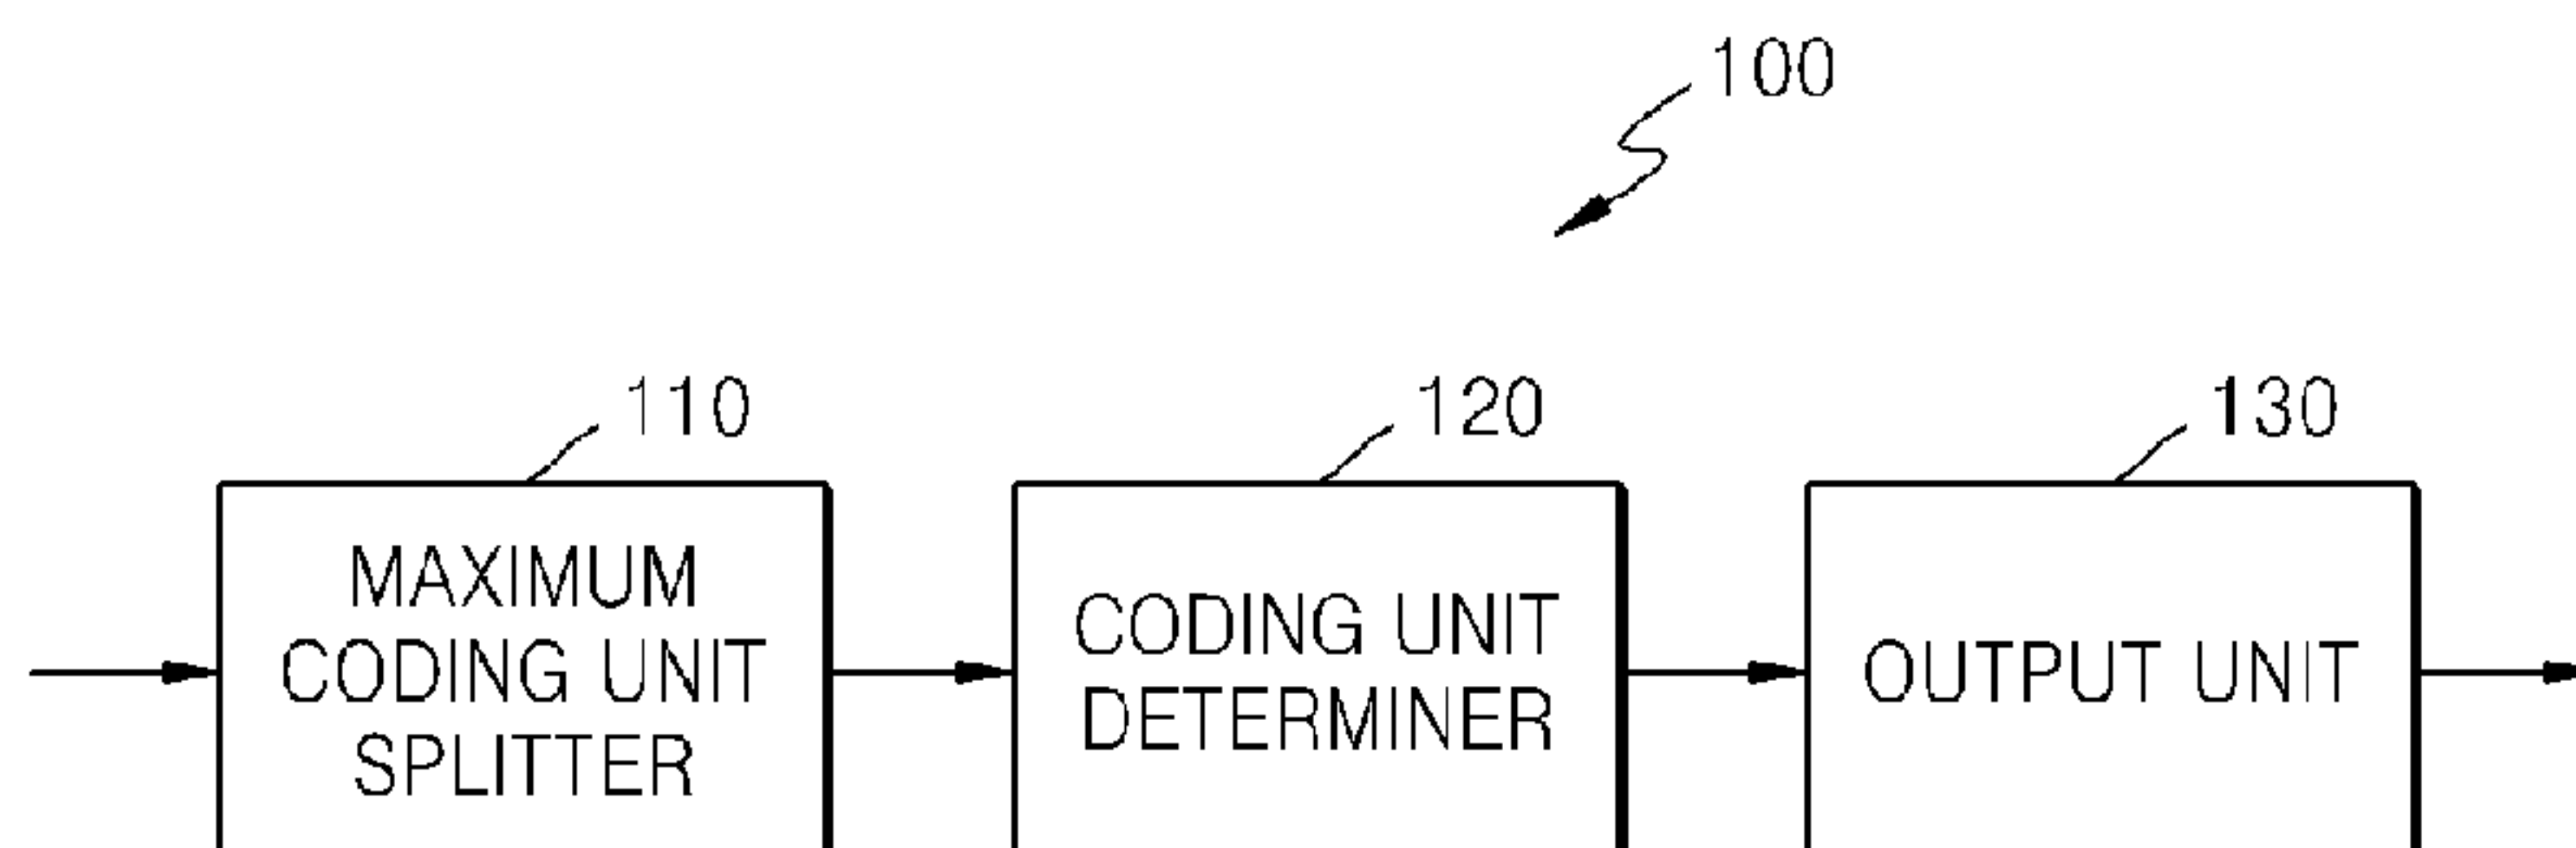 100
110
120
130
MAXIMUM
CODING UNIT
SPLITTER
CODING UNIT
DETERMINER
OUTPUT UNIT